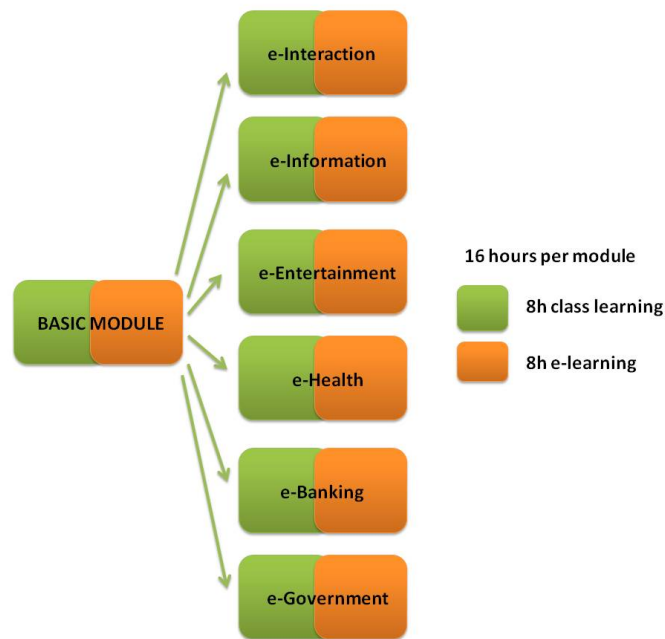 e-Interaction
e-Information
e-Entertainment
16 hours per module
8h class learning
BASIC MODULE
8h e-learning
e-Health
e-Banking
e-Government